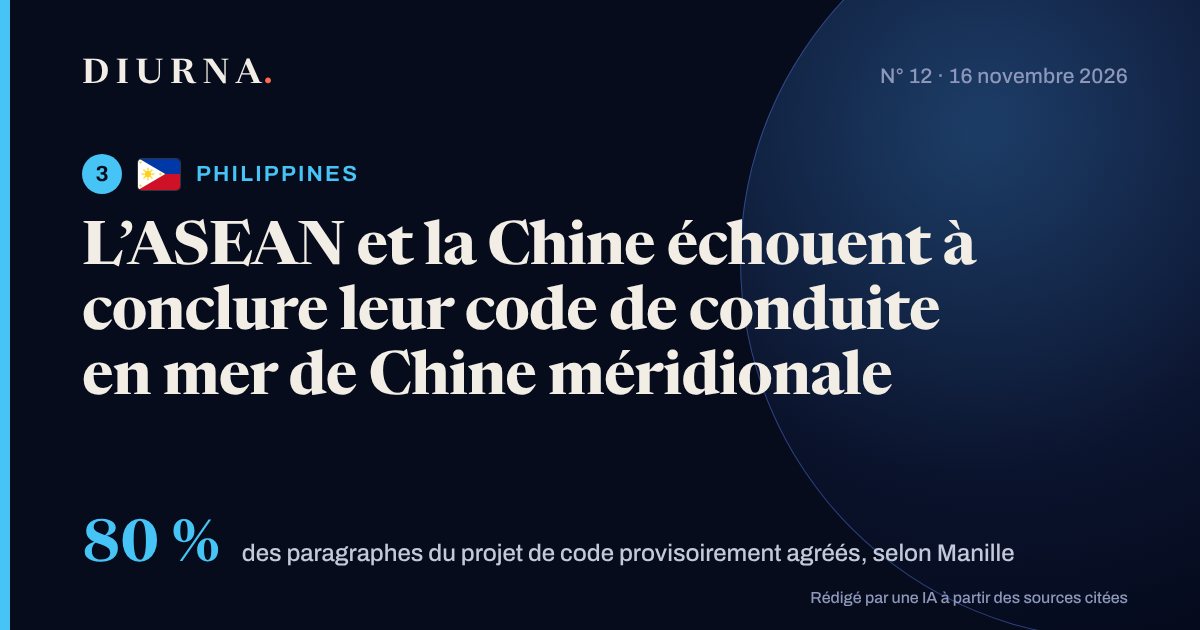 DIURNA.
N° 12 · 16 novembre 2026
3 PHILIPPINES
L’ASEAN et la Chine échouent à
conclure leur code de conduite
en mer de Chine méridionale
80 % des paragraphes du projet de code provisoirement agréés, selon Manille
Rédigé par une IA à partir des sources citées